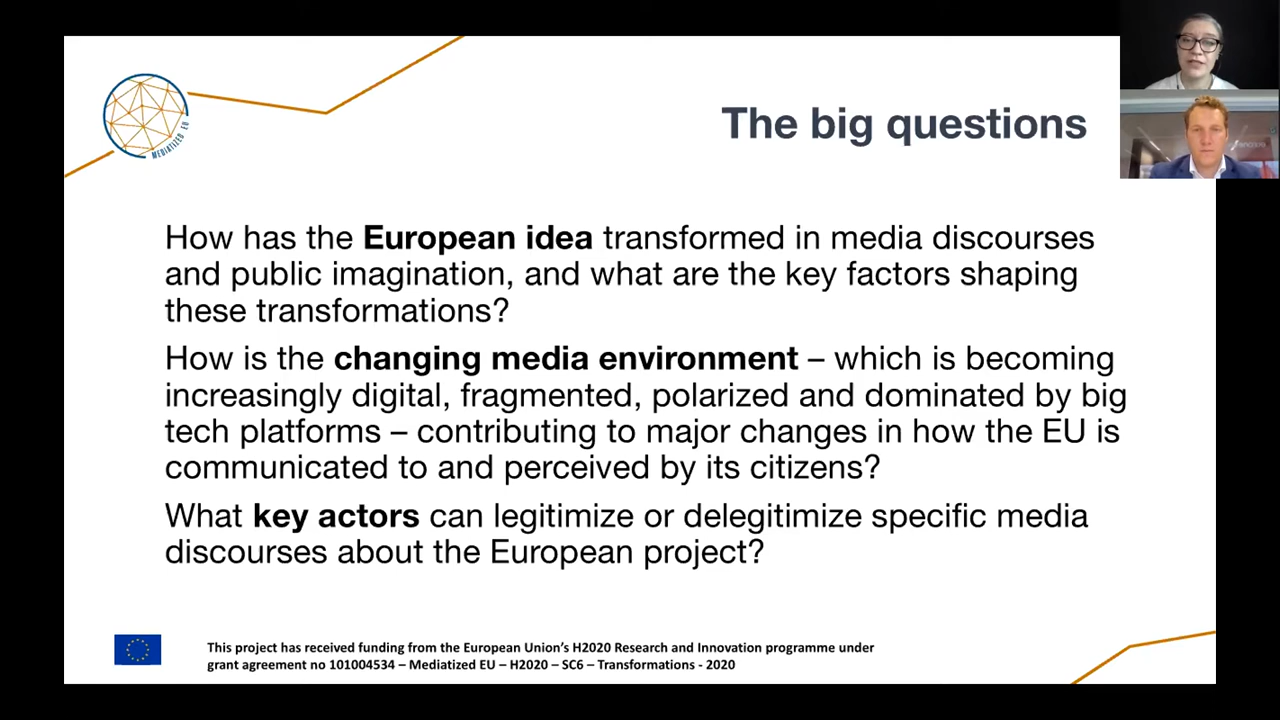 The big questions
How has the European idea transformed in media discourses
and public imagination, and what are the key factors shaping
these transformations?
How is the changing media environment – which is becoming
increasingly digital, fragmented, polarized and dominated by big
tech platforms – contributing to major changes in how the EU is
communicated to and perceived by its citizens?
What key actors can legitimize or delegitimize specific media
discourses about the European project?
MEDIATIZED EU
This project has received funding from the European Union's H2020 Research and Innovation programme under
grant agreement no 101004534 – Mediatized EU – H2020 – SC6 – Transformations - 2020